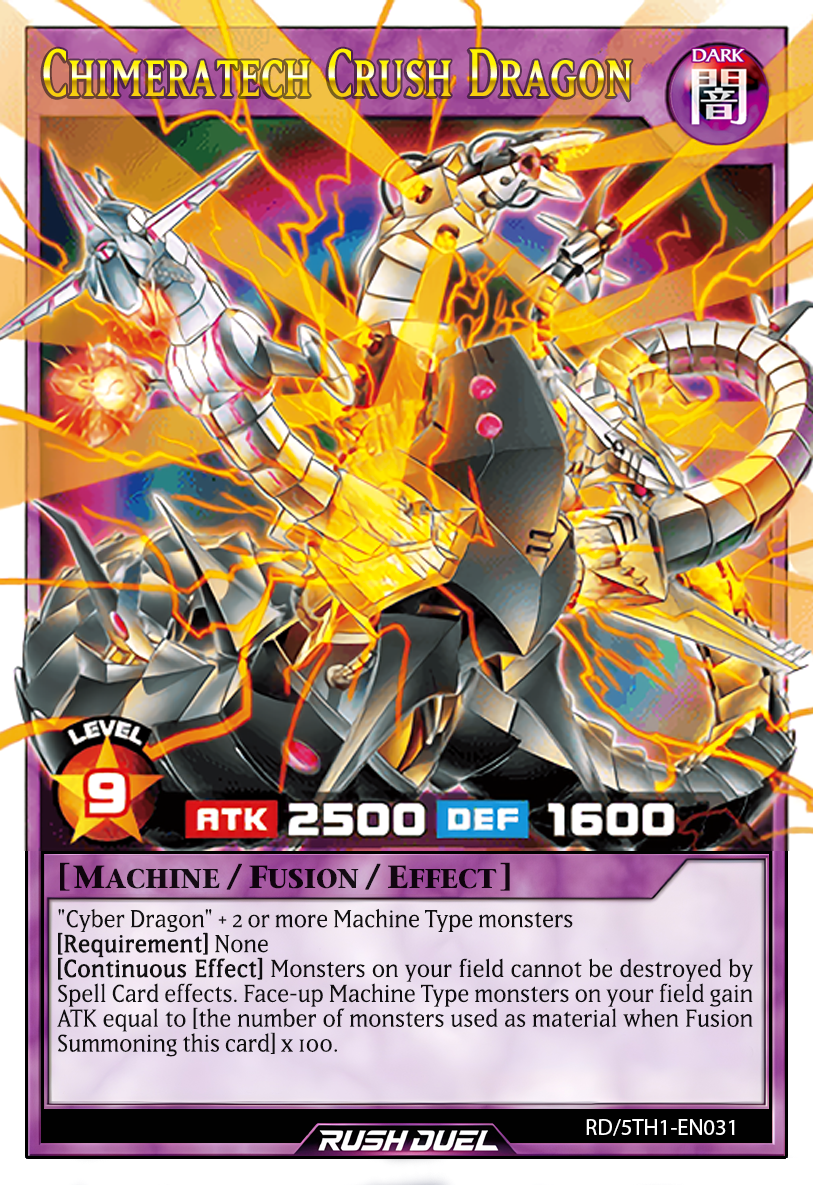 Chimeratech Crush Dragon
DARK
闇
LEVEL
9
ATK 2500 DEF 1600
[Machine / Fusion / Effect]
"Cyber Dragon" + 2 or more Machine Type monsters
[Requirement] None
[Continuous Effect] Monsters on your field cannot be destroyed by
Spell Card effects. Face-up Machine Type monsters on your field gain
ATK equal to [the number of monsters used as material when Fusion
Summoning this card] x 100.
RD/5TH1-EN031
RUSH DUEL